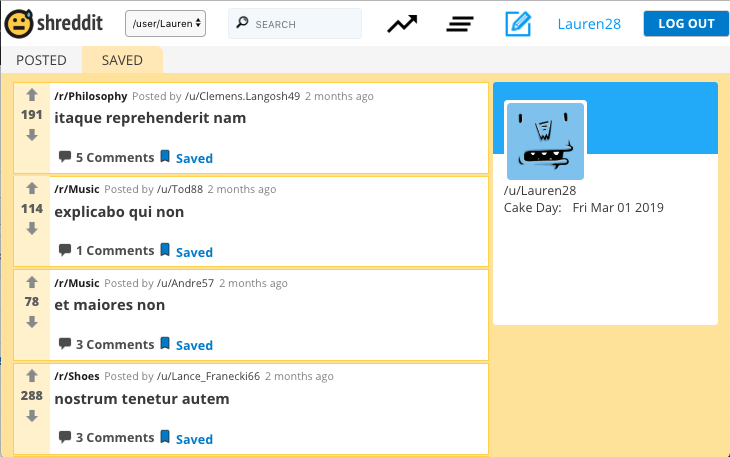 shreddit
/user/Lauren
SEARCH
Lauren28
LOG OUT
POSTED
SAVED
191
/r/Philosophy Posted by /u/Clemens.Langosh49 2 months ago
itaque reprehenderit nam
5 Comments Saved
114
/r/Music Posted by /u/Tod88 2 months ago
explicabo qui non
1 Comments Saved
78
/r/Music Posted by /u/Andre57 2 months ago
et maiores non
3 Comments Saved
288
/r/Shoes Posted by /u/Lance_Franecki66 2 months ago
nostrum tenetur autem
3 Comments Saved
/u/Lauren28
Cake Day: Fri Mar 01 2019